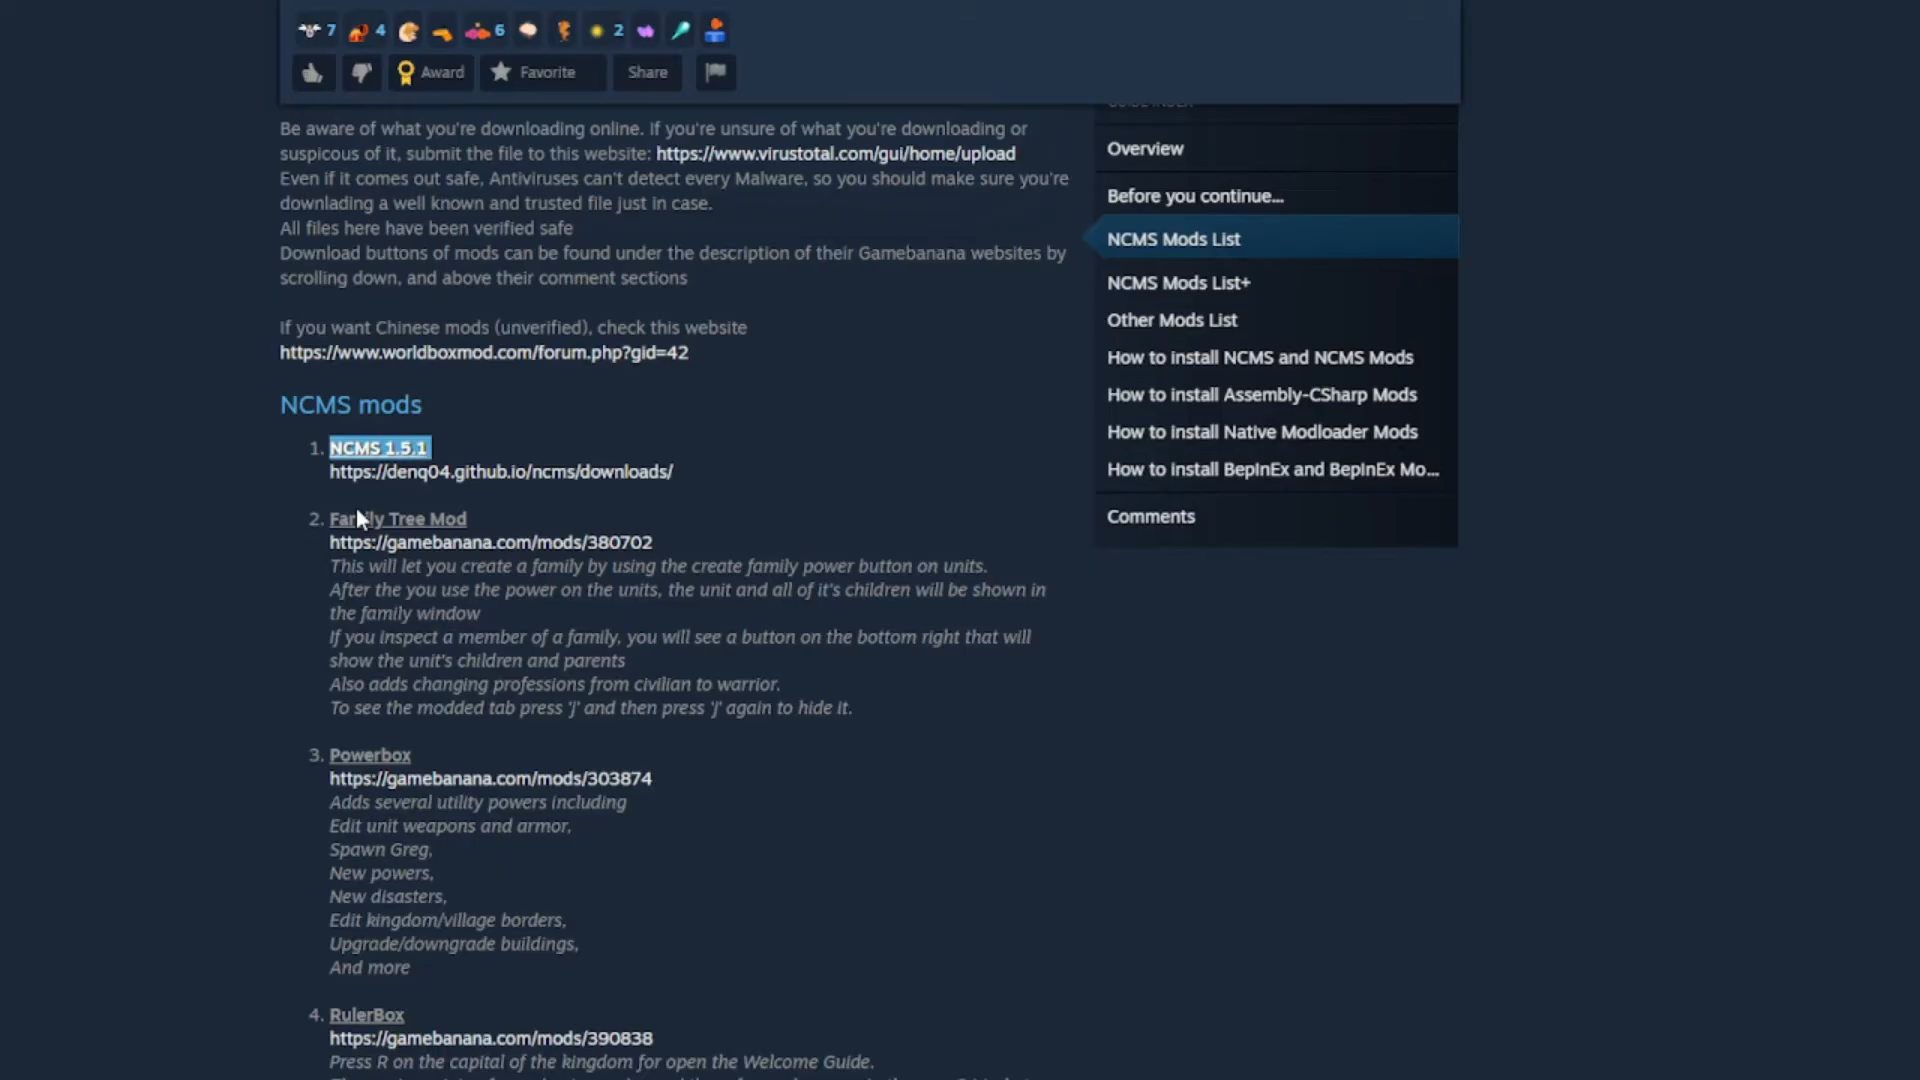 7 4 6 2
Award Favorite Share
Be aware of what you're downloading online. If you're unsure of what you're downloading or
suspicious of it, submit the file to this website: https://www.virustotal.com/gui/home/upload
Even if it comes out safe, Antiviruses can't detect every Malware, so you should make sure you're
downlading a well known and trusted file just in case.
All files here have been verified safe
Download buttons of mods can be found under the description of their Gamebanana websites by
scrolling down, and above their comment sections
If you want Chinese mods (unverified), check this website
https://www.worldboxmod.com/forum.php?gid=42
NCMS mods
1. NCMS 1.5.1
https://denq04.github.io/ncms/downloads/
2. Family Tree Mod
https://gamebanana.com/mods/380702
This will let you create a family by using the create family power button on units.
After the you use the power on the units, the unit and all of it's children will be shown in
the family window
If you inspect a member of a family, you will see a button on the bottom right that will
show the unit's children and parents
Also adds changing professions from civilian to warrior.
To see the modded tab press 'j' and then press 'j' again to hide it.
3. Powerbox
https://gamebanana.com/mods/303874
Adds several utility powers including
Edit unit weapons and armor,
Spawn Greg,
New powers,
New disasters,
Edit kingdom/village borders,
Upgrade/downgrade buildings,
And more
4. RulerBox
https://gamebanana.com/mods/390838
Press R on the capital of the kingdom for open the Welcome Guide.
Overview
Before you continue...
NCMS Mods List
NCMS Mods List+
Other Mods List
How to install NCMS and NCMS Mods
How to install Assembly-CSharp Mods
How to install Native Modloader Mods
How to install BepInEx and BepInEx Mo...
Comments